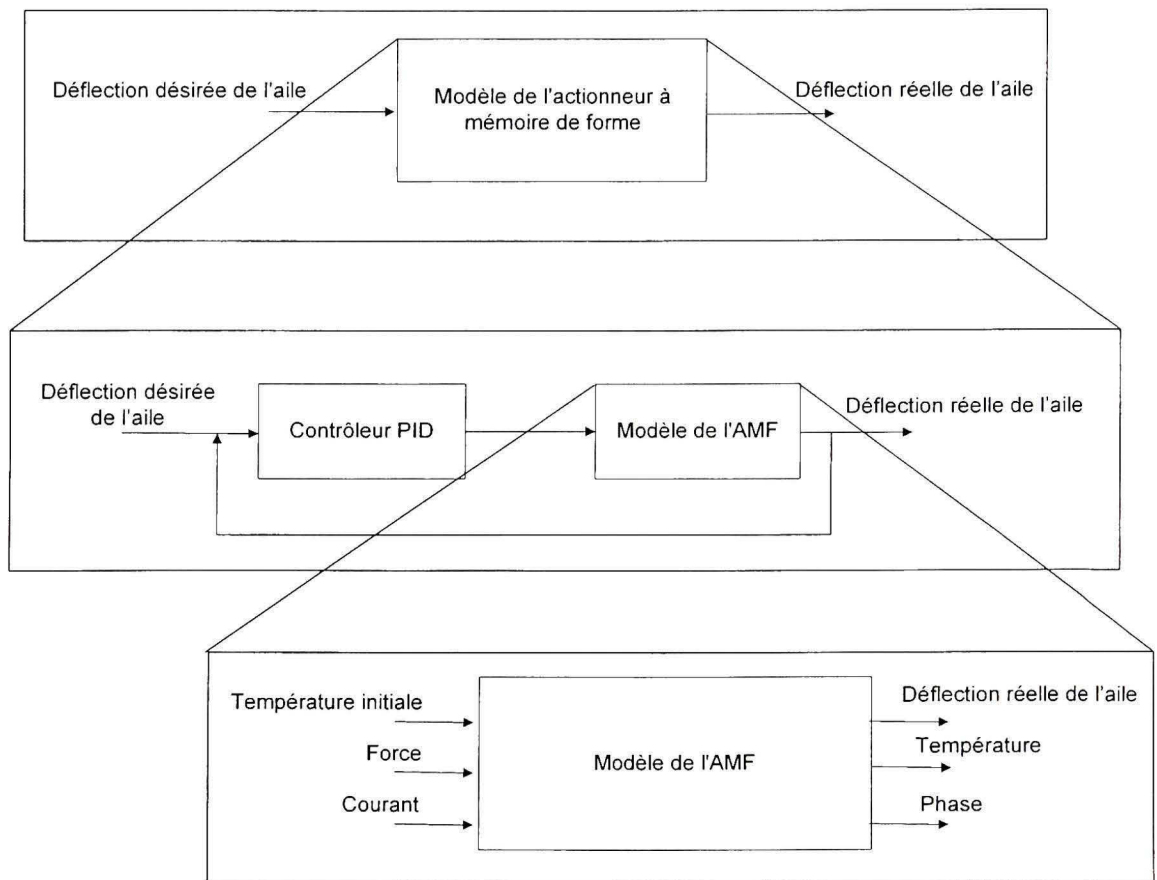 Déflection désirée de l'aile
Modèle de l'actionneur à
mémoire de forme
Déflection réelle de l'aile
Déflection désirée
de l'aile
Contrôleur PID
Modèle de l'AMF
Déflection réelle de l'aile
Température initiale
Force
Courant
Modèle de l'AMF
Déflection réelle de l'aile
Température
Phase